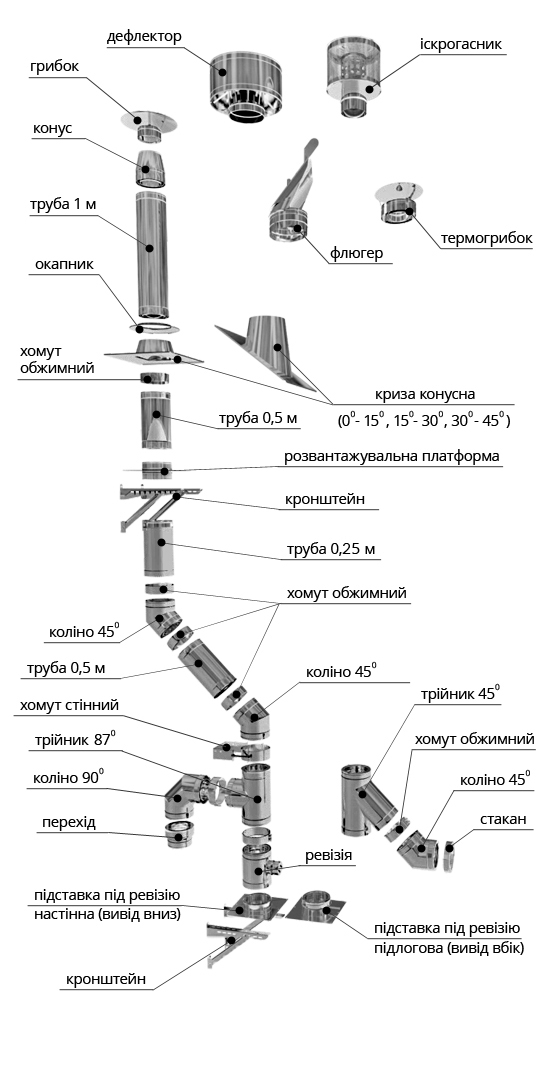 дефлектор
іскрогасник
грибок
конус
труба 1 м
термогрибок
флюгер
окапник
хомут
обжимний
криза конусна
(0⁰- 15⁰, 15⁰- 30⁰, 30⁰- 45⁰)
труба 0,5 м
розвантажувальна платформа
кронштейн
труба 0,25 м
хомут обжимний
коліно 45⁰
труба 0,5 м
коліно 45⁰
хомут стінний
трійник 45⁰
трійник 87⁰
хомут обжимний
коліно 90⁰
коліно 45⁰
перехід
стакан
ревізія
підставка під ревізію
настінна (вивід вниз)
підставка під ревізію
підлогова (вивід вбік)
кронштейн